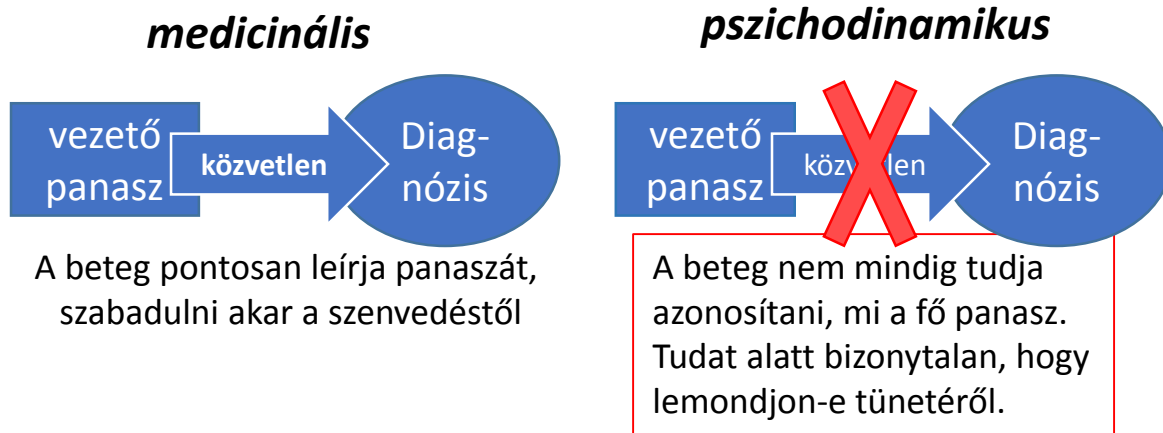 medicinális
vezető
panasz
közvetlen
Diag-
nózis
A beteg pontosan leírja panaszát,
szabadulni akar a szenvedéstől
pszichodinamikus
vezető
panasz
közvetlen
Diag-
nózis
A beteg nem mindig tudja
azonosítani, mi a fő panasz.
Tudat alatt bizonytalan, hogy
lemondjon-e tünetéről.